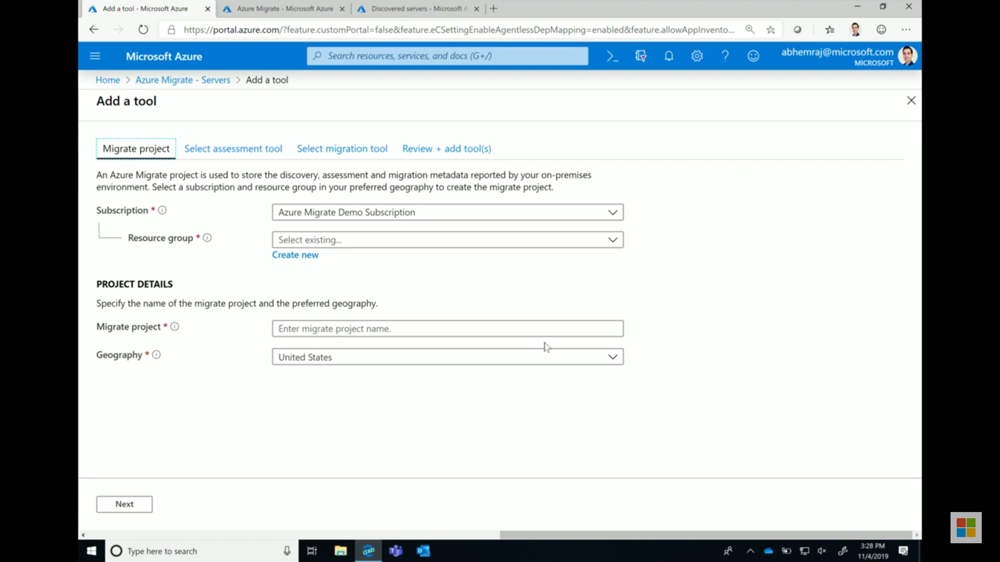 Add a tool - Microsoft Azure
Azure Migrate - Microsoft Azure
Discovered servers - Microsoft A
https://portal.azure.com/?feature.customPortal=false&feature.eCSettingEnableAgentlessDepMapping=enabled&feature.allowAppInvento...
Microsoft Azure
Search resources, services, and docs (G+/)
abhemraj@microsoft.com
MICROSOFT
Home > Azure Migrate - Servers > Add a tool
Add a tool
Migrate project
Select assessment tool
Select migration tool
Review + add tool(s)
An Azure Migrate project is used to store the discovery, assessment and migration metadata reported by your on-premises
environment. Select a subscription and resource group in your preferred geography to create the migrate project.
Subscription *
Azure Migrate Demo Subscription
Resource group *
Select existing...
Create new
PROJECT DETAILS
Specify the name of the migrate project and the preferred geography.
Migrate project *
Enter migrate project name.
Geography *
United States
Next
Type here to search
3:28 PM
11/4/2019